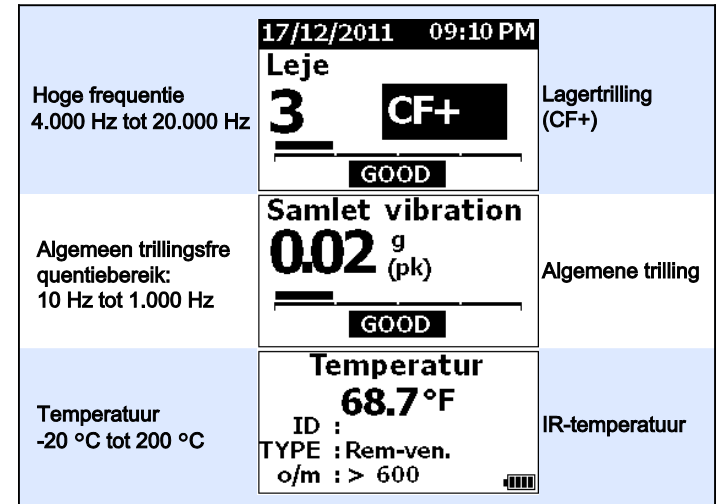 17/12/2011 09:10 PM
Leje
Hoge frequentie
4.000 Hz tot 20.000 Hz
3 CF+
Lagertrilling
(CF+)
GOOD
Samlet vibration
Algemeen trillingsfre
quentiebereik:
10 Hz tot 1.000 Hz
0.02 g
(pk)
Algemene trilling
GOOD
Temperatur
68.7°F
Temperatuur
-20 °C tot 200 °C
ID :
TYPE : Rem-ven.
o/m : > 600
IR-temperatuur